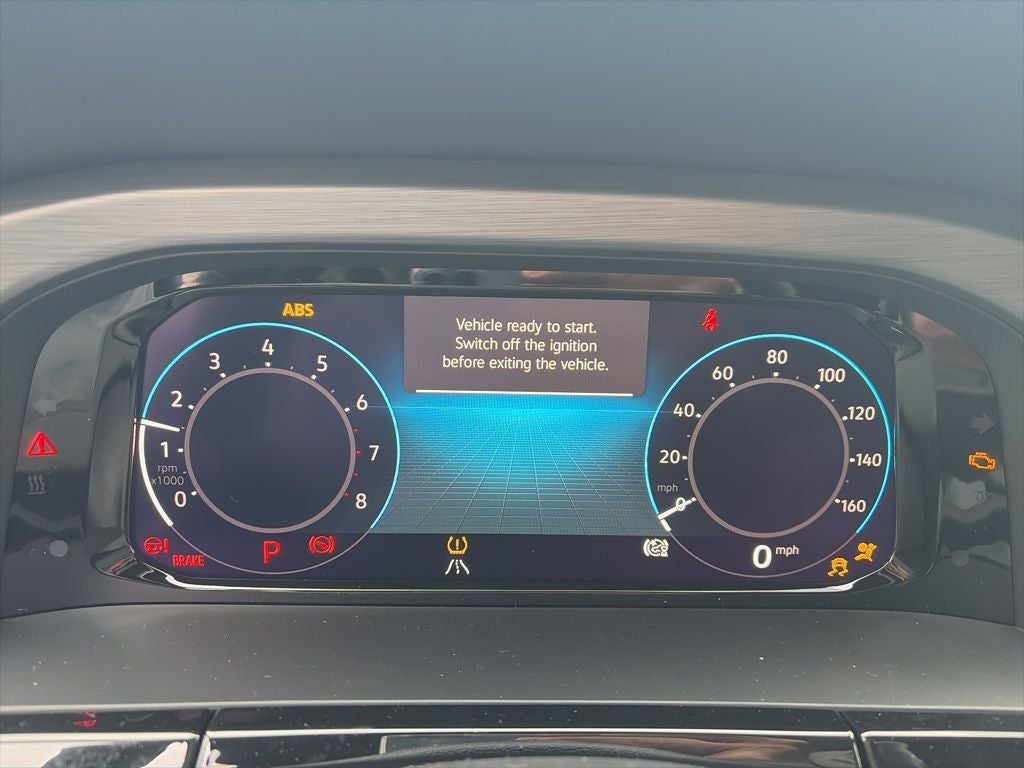 ABS
Vehicle ready to start.
Switch off the ignition
before exiting the vehicle.
0
1
2
3
4
5
6
7
8
rpm
x1000
0
20
40
60
80
100
120
140
160
mph
BRAKE
P
0 mph